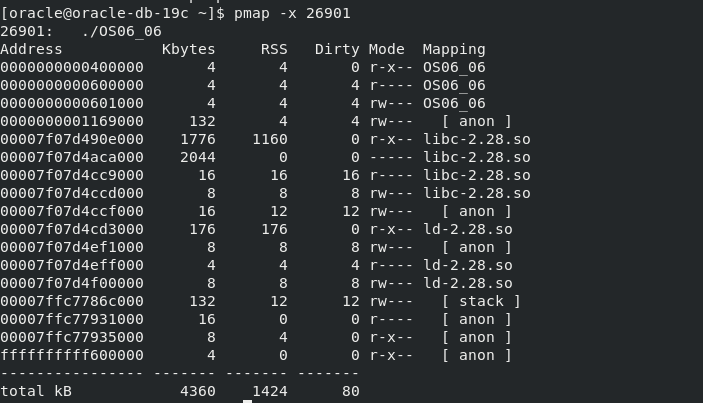 [oracle@oracle-db-19c ~]$ pmap -x 26901
26901:   ./OS06_06
Address           Kbytes     RSS   Dirty Mode  Mapping
0000000000400000       4       4       0 r-x-- OS06_06
0000000000600000       4       4       4 r---- OS06_06
0000000000601000       4       4       4 rw--- OS06_06
0000000001169000     132       4       4 rw---   [ anon ]
00007f07d490e000    1776    1160       0 r-x-- libc-2.28.so
00007f07d4aca000    2044       0       0 ----- libc-2.28.so
00007f07d4cc9000      16      16      16 r---- libc-2.28.so
00007f07d4ccd000       8       8       8 rw--- libc-2.28.so
00007f07d4ccf000      16      12      12 rw---   [ anon ]
00007f07d4cd3000     176     176       0 r-x-- ld-2.28.so
00007f07d4ef1000       8       8       8 rw---   [ anon ]
00007f07d4eff000       4       4       4 r---- ld-2.28.so
00007f07d4f00000       8       8       8 rw--- ld-2.28.so
00007ffc7786c000     132      12      12 rw---   [ stack ]
00007ffc77931000      16       0       0 r----   [ anon ]
00007ffc77935000       8       4       0 r-x--   [ anon ]
ffffffffff600000       4       0       0 r-x--   [ anon ]
---------------- ------- ------- -------
total kB            4360    1424      80